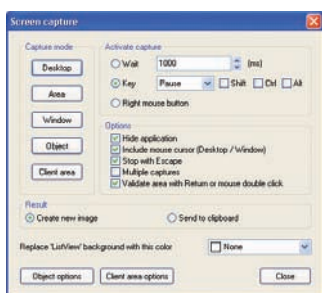 Screen capture
Capture mode
Desktop
Area
Window
Object
Client area
Activate capture
Wait 1000 (ms)
Key Pause Shift Ctrl Alt
Right mouse button
Options
Hide application
Include mouse cursor (Desktop / Window)
Stop with Escape
Multiple captures
Validate area with Return or mouse double click
Result
Create new image Send to clipboard
Replace 'ListView' background with this color None
Object options Client area options Close